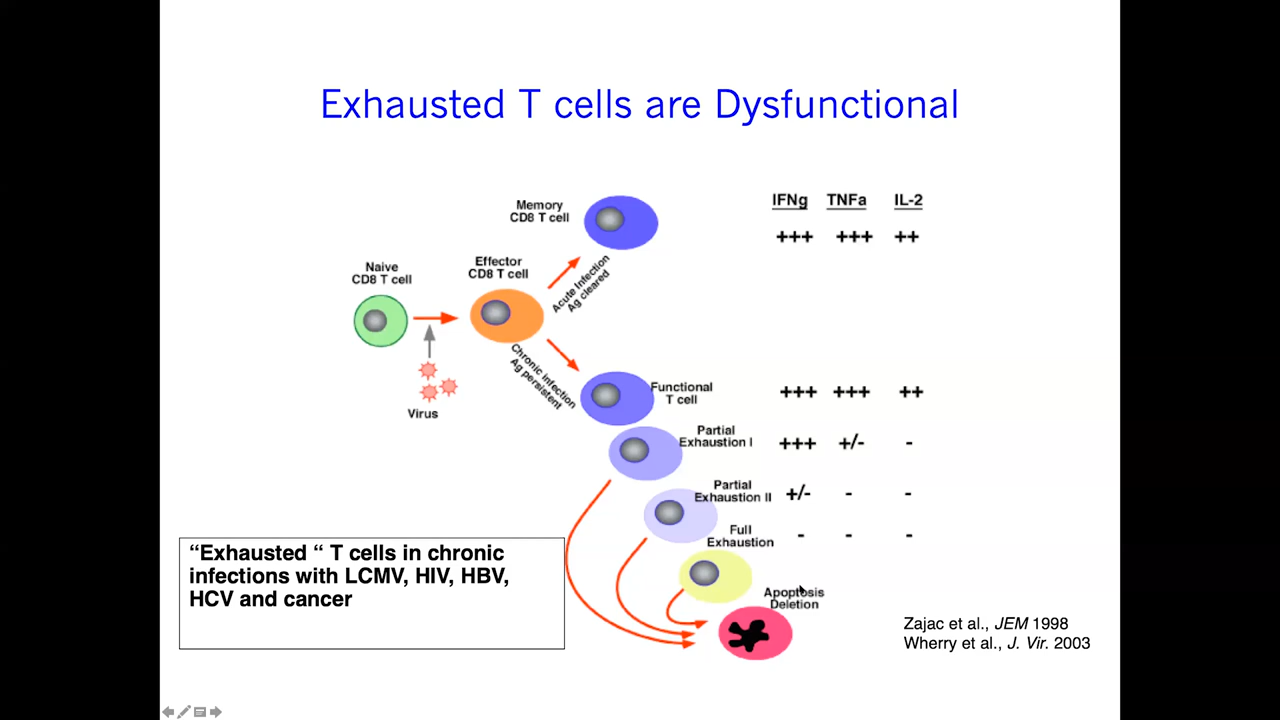 Exhausted T cells are Dysfunctional
IFNg TNFa IL-2
Memory
CD8 T cell
+++ +++ ++
Naive
CD8 T cell
Effector
CD8 T cell
Acute Infection
Ag cleared
Chronic infection
Ag persistent
Virus
Functional
T cell
+++ +++ ++
Partial
Exhaustion I
+++ +/- -
Partial
Exhaustion II
+/- - -
Full
Exhaustion
- - -
Apoptosis
Deletion
“Exhausted “ T cells in chronic
infections with LCMV, HIV, HBV,
HCV and cancer
Zajac et al., JEM 1998
Wherry et al., J. Vir. 2003